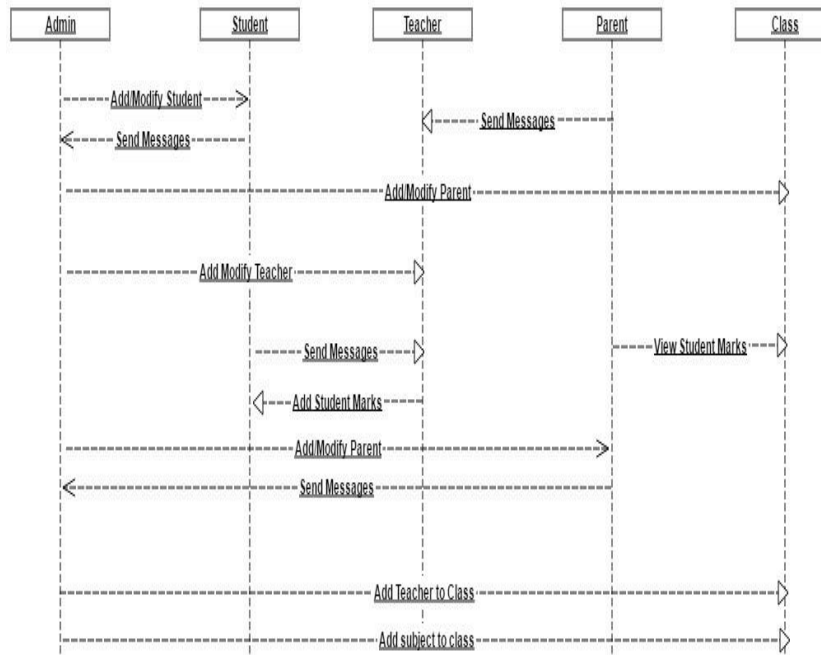 Admin
Student
Teacher
Parent
Class
Add/Modify Student
Send Messages
Send Messages
Add/Modify Parent
Add Modify Teacher
Send Messages
View Student Marks
Add Student Marks
Add/Modify Parent
Send Messages
Add Teacher to Class
Add subject to class